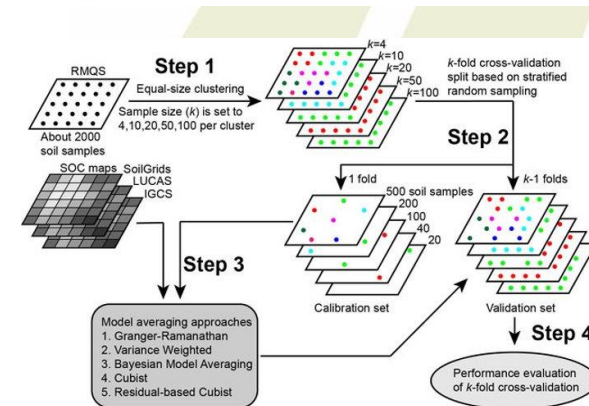 Step 1
RMQS
Equal-size clustering
Sample size (k) is set to
4,10,20,50,100 per cluster
About 2000
soil samples
k=4
k=10
k=20
k=50
k=100
k-fold cross-validation
split based on stratified
random sampling
Step 2
1 fold
k-1 folds
SOC maps
SoilGrids
LUCAS
IGCS
500 soil samples
200
100
40
20
Step 3
Calibration set
Validation set
Model averaging approaches
1. Granger-Ramanathan
2. Variance Weighted
3. Bayesian Model Averaging
4. Cubist
5. Residual-based Cubist
Step 4
Performance evaluation
of k-fold cross-validation